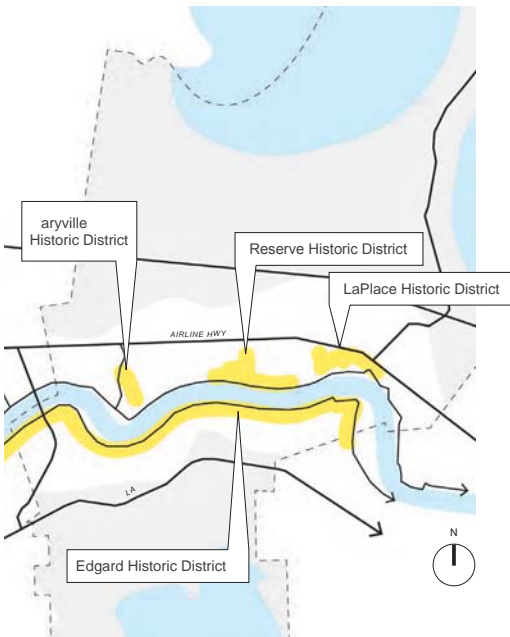 aryville
Historic District
Reserve Historic District
LaPlace Historic District
AIRLINE HWY
LA
Edgard Historic District
N